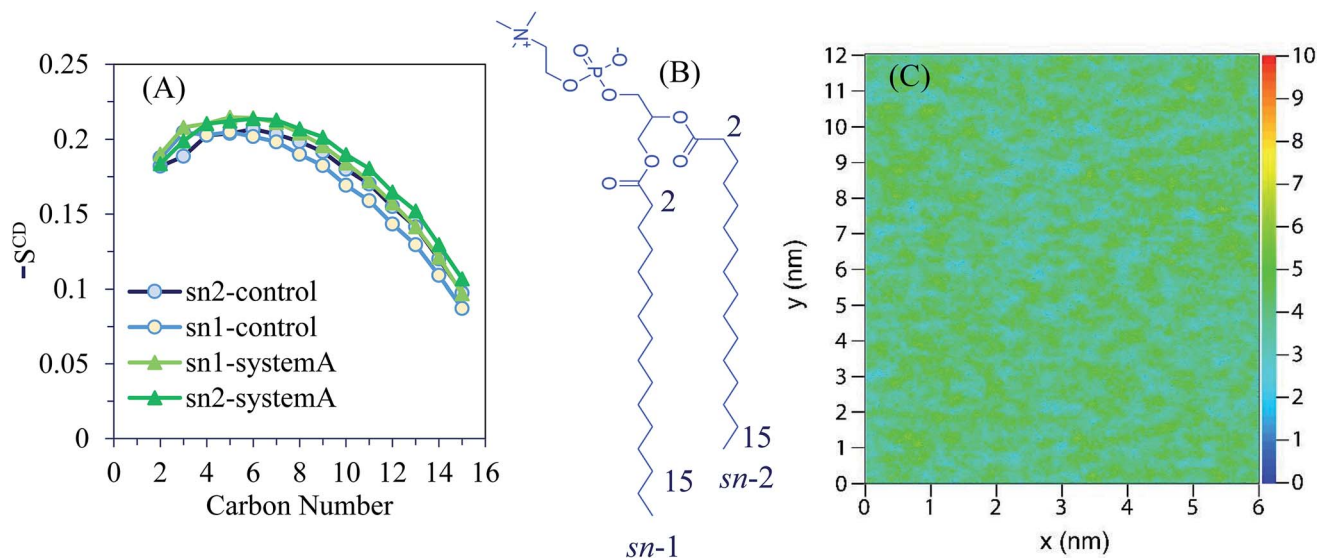 (A)
0.25
0.2
0.15
0.1
0.05
0
-S^CD
sn2-control
sn1-control
sn1-systemA
sn2-systemA
0 2 4 6 8 10 12 14 16
Carbon Number
(B)
N+
O
P
O-
O
O
O
O
O
O
2
2
15
15
sn-2
sn-1
(C)
12
11
10
9
8
7
6
5
4
3
2
1
0
y (nm)
0 1 2 3 4 5 6
x (nm)
10
9
8
7
6
5
4
3
2
1
0